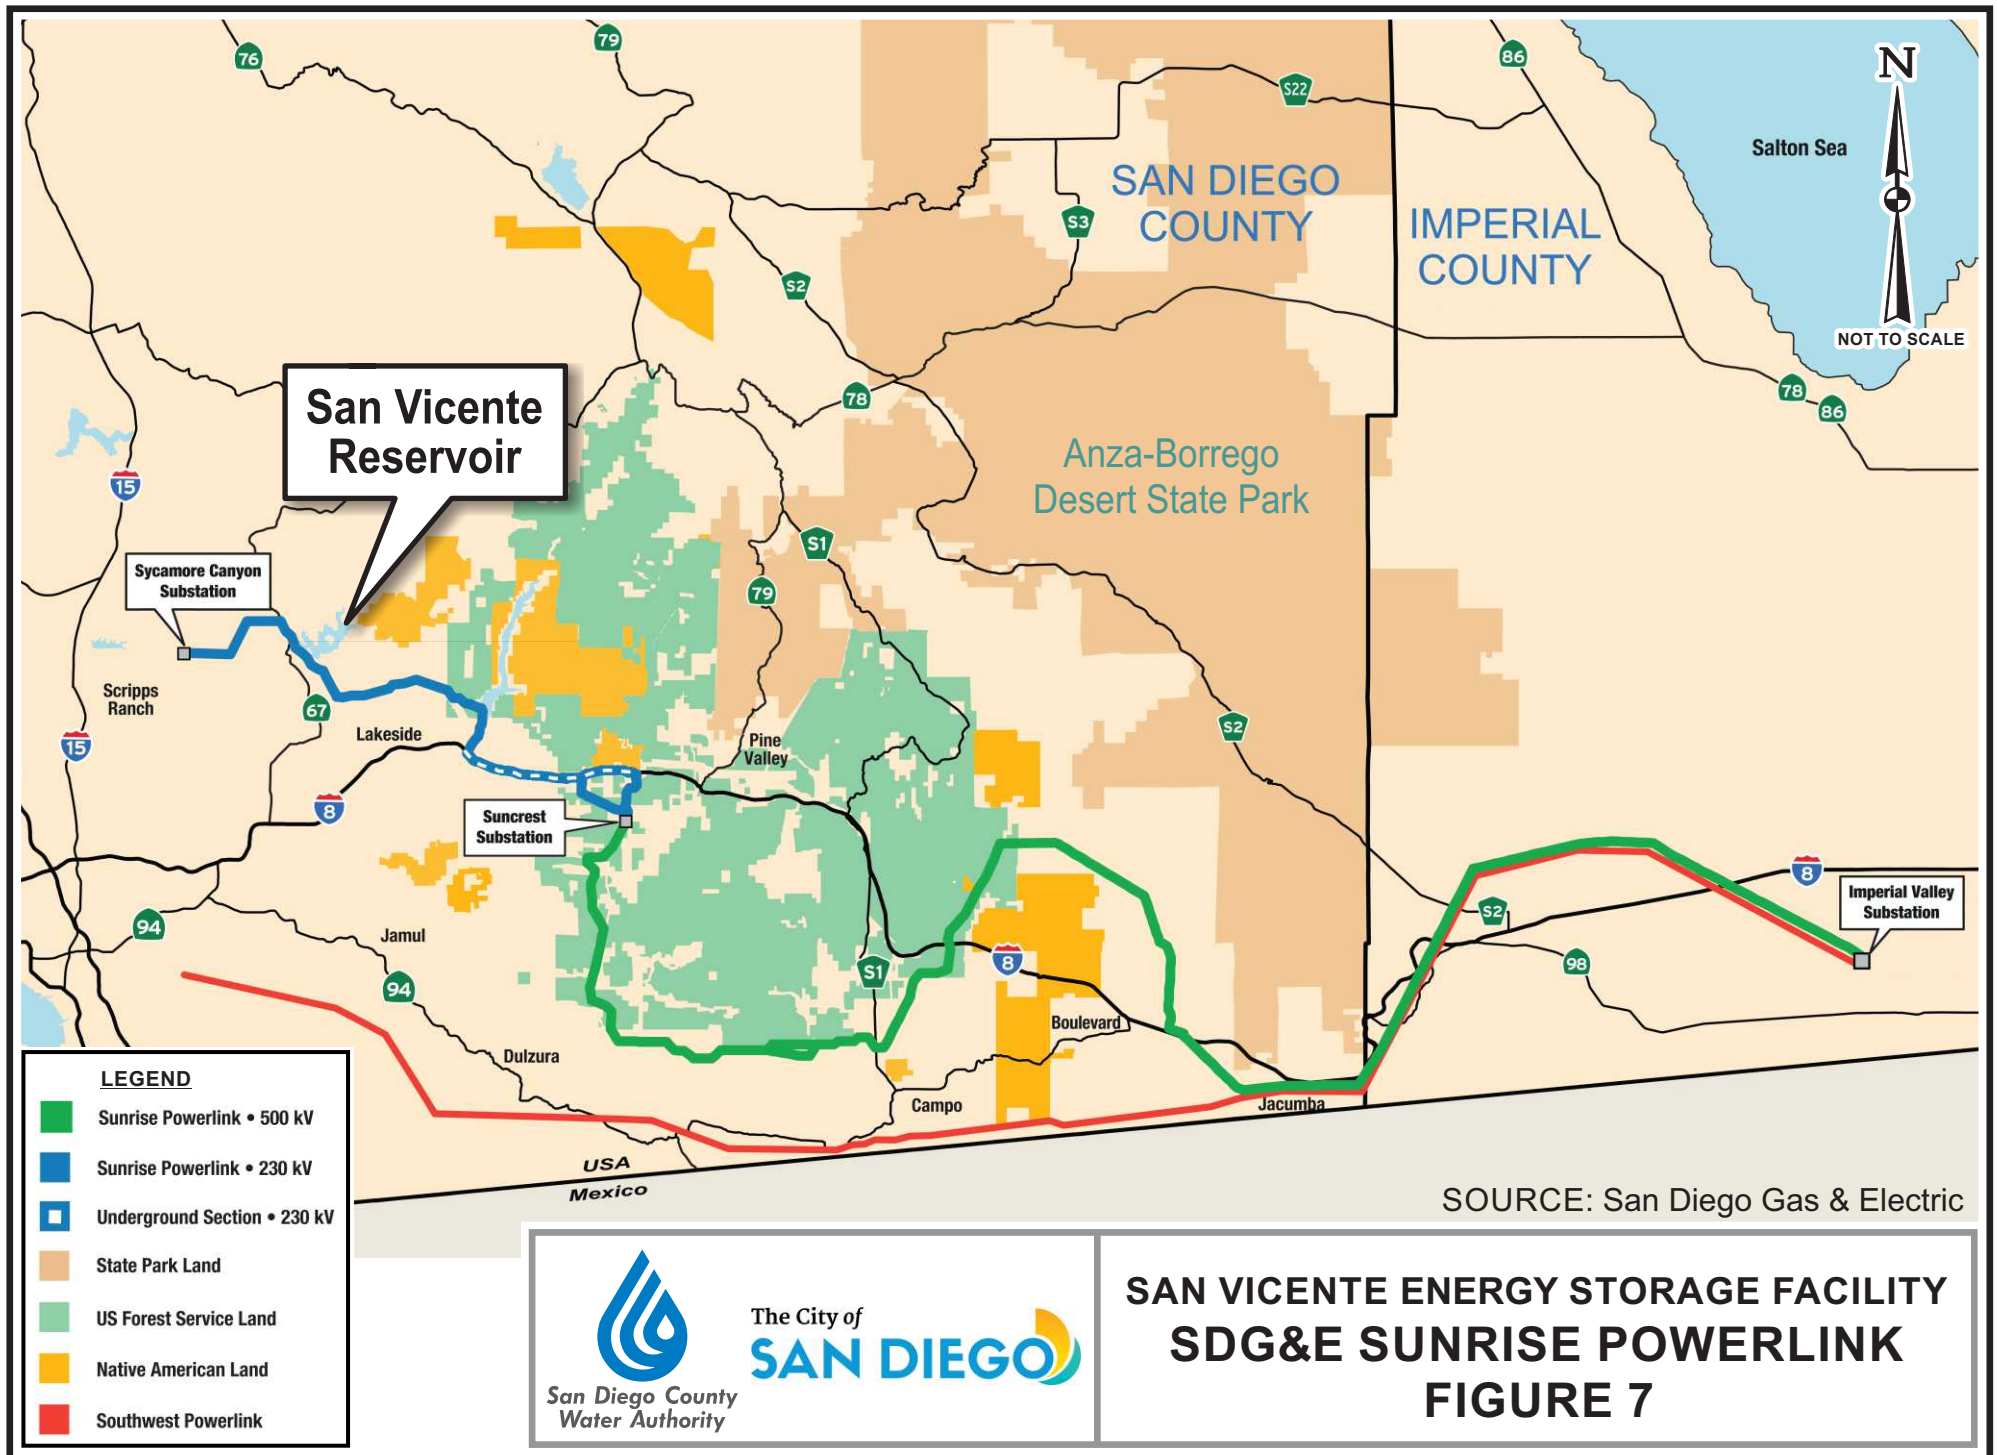 76
79
86
N
S22
Salton Sea
SAN DIEGO
COUNTY
S3
IMPERIAL
COUNTY
S2
NOT TO SCALE
78
78
86
San Vicente
Reservoir
Anza-Borrego
Desert State Park
15
S1
Sycamore Canyon
Substation
79
Scripps
Ranch
67
Lakeside
15
Pine
Valley
S2
8
Suncrest
Substation
8
Imperial Valley
Substation
S2
94
Jamul
94
S1
8
98
Boulevard
Dulzura
Campo
Jacumba
USA
Mexico
LEGEND
Sunrise Powerlink • 500 kV
Sunrise Powerlink • 230 kV
Underground Section • 230 kV
State Park Land
US Forest Service Land
Native American Land
Southwest Powerlink
SOURCE: San Diego Gas & Electric
San Diego County
Water Authority
The City of
SAN DIEGO
SAN VICENTE ENERGY STORAGE FACILITY
SDG&E SUNRISE POWERLINK
FIGURE 7